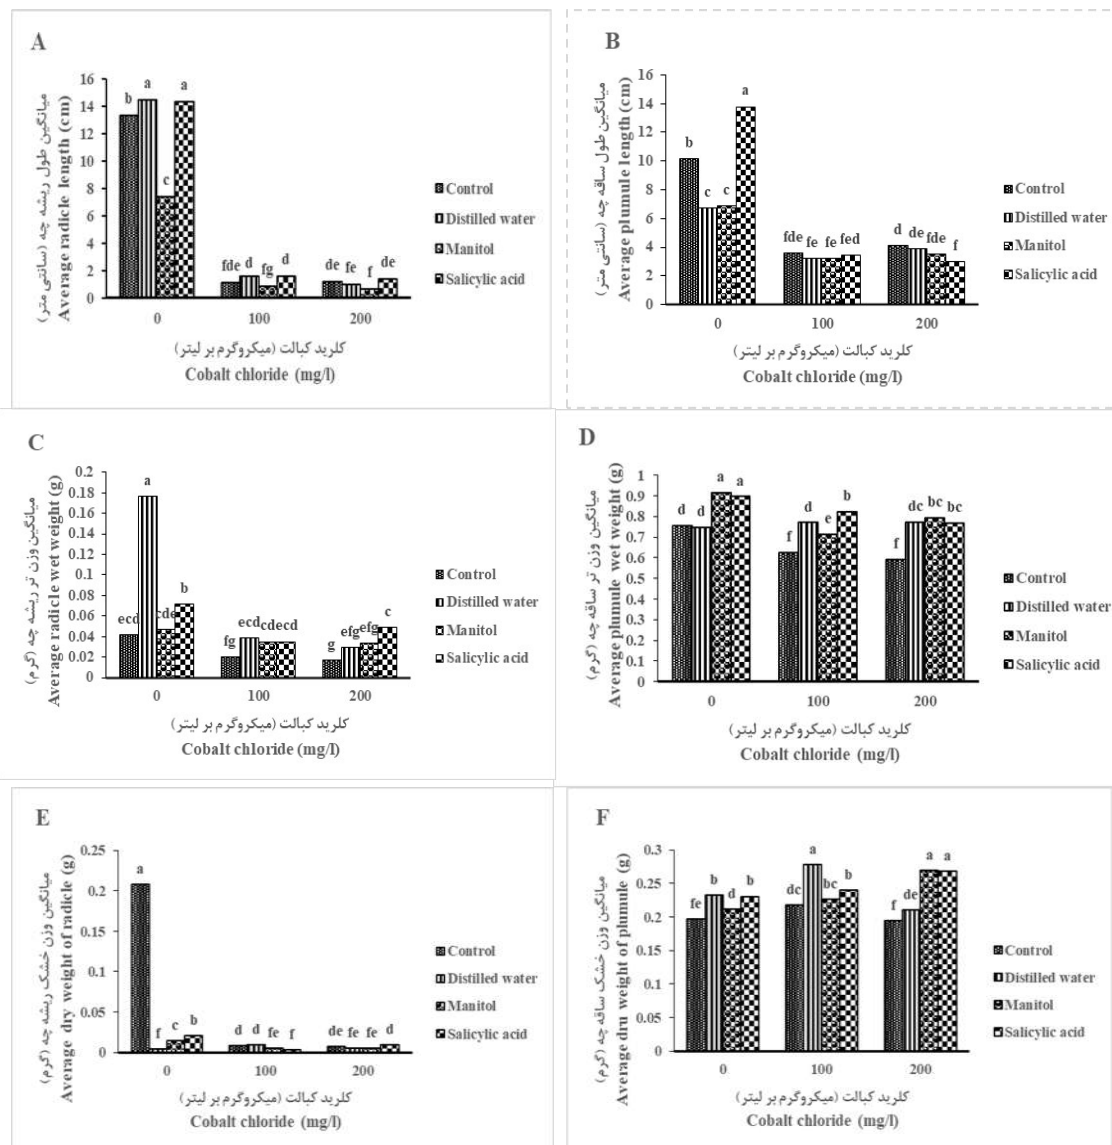 A
میانگین طول ریشه چه (سانتی متر)
Average radicle length (cm)
16
14
12
10
8
6
4
2
0
b a c a
fde d fg d
de fe f de
0 100 200
کلرید کبالت (میکروگرم بر لیتر)
Cobalt chloride (mg/l)
Control
Distilled water
Manitol
Salicylic acid
B
میانگین طول ساقه چه (سانتی متر)
Average plumule length (cm)
16
14
12
10
8
6
4
2
0
b c c a
fde fe fe fed
d de fde f
0 100 200
کلرید کبالت (میکروگرم بر لیتر)
Cobalt chloride (mg/l)
Control
Distilled water
Manitol
Salicylic acid
C
میانگین وزن تر ریشه چه (گرم)
Average radicle wet weight (g)
0.2
0.18
0.16
0.14
0.12
0.1
0.08
0.06
0.04
0.02
0
ecd a cde b
fg ecd cde ecd
g efg efg c
0 100 200
کلرید کبالت (میکروگرم بر لیتر)
Cobalt chloride (mg/l)
Control
Distilled water
Manitol
Salicylic acid
D
میانگین وزن تر ساقه چه (گرم)
Average plumule wet weight (g)
1
0.9
0.8
0.7
0.6
0.5
0.4
0.3
0.2
0.1
0
d d a a
f d e b
f dc bc bc
0 100 200
کلرید کبالت (میکروگرم بر لیتر)
Cobalt chloride (mg/l)
Control
Distilled water
Manitol
Salicylic acid
E
میانگین وزن خشک ریشه چه (گرم)
Average dry weight of radicle (g)
0.25
0.2
0.15
0.1
0.05
0
a f c b
d d fe f
de fe fe d
0 100 200
کلرید کبالت (میکروگرم بر لیتر)
Cobalt chloride (mg/l)
Control
Distilled water
Manitol
Salicylic acid
F
میانگین وزن خشک ساقه چه (گرم)
Average dru weight of plumule (g)
0.3
0.25
0.2
0.15
0.1
0.05
0
fe b d b
dc a bc b
f de a a
0 100 200
کلرید کبالت (میکروگرم بر لیتر)
Cobalt chloride (mg/l)
Control
Distilled water
Manitol
Salicylic acid